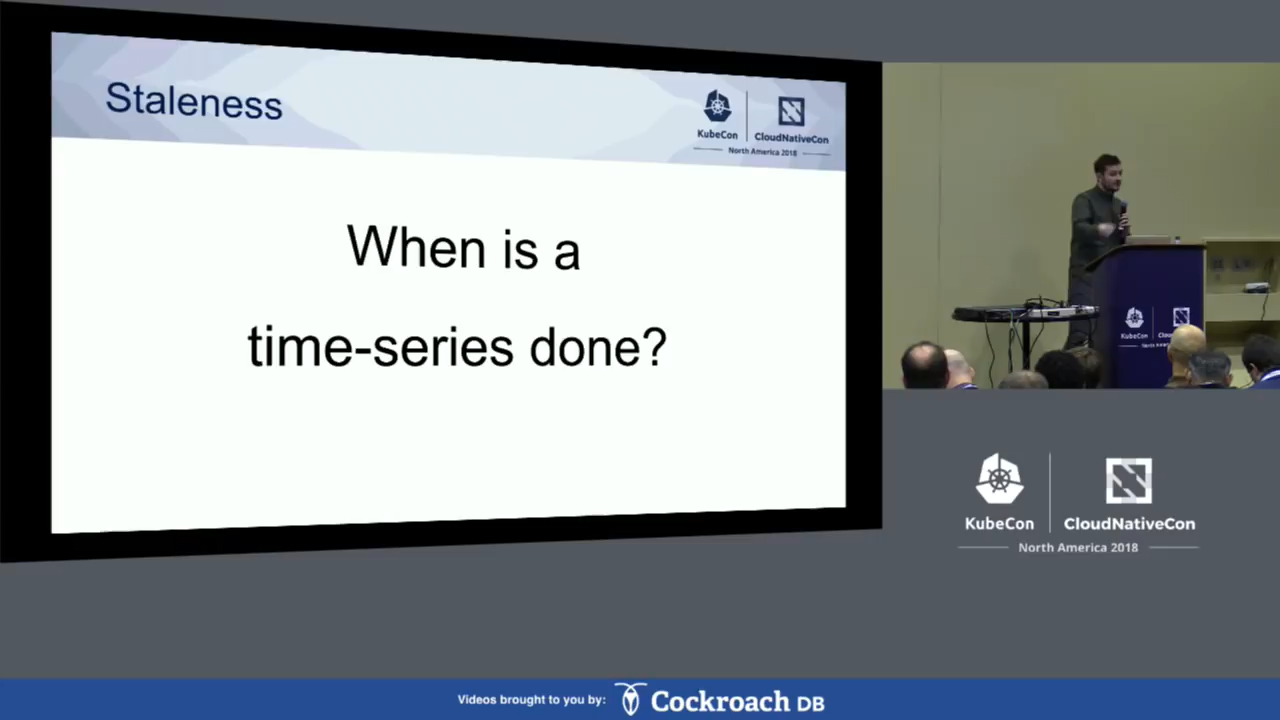 Staleness
KubeCon
CloudNativeCon
North America 2018
When is a
time-series done?
KubeCon
KubeCon
CloudNativeCon
North America 2018
Videos brought to you by:
Cockroach DB